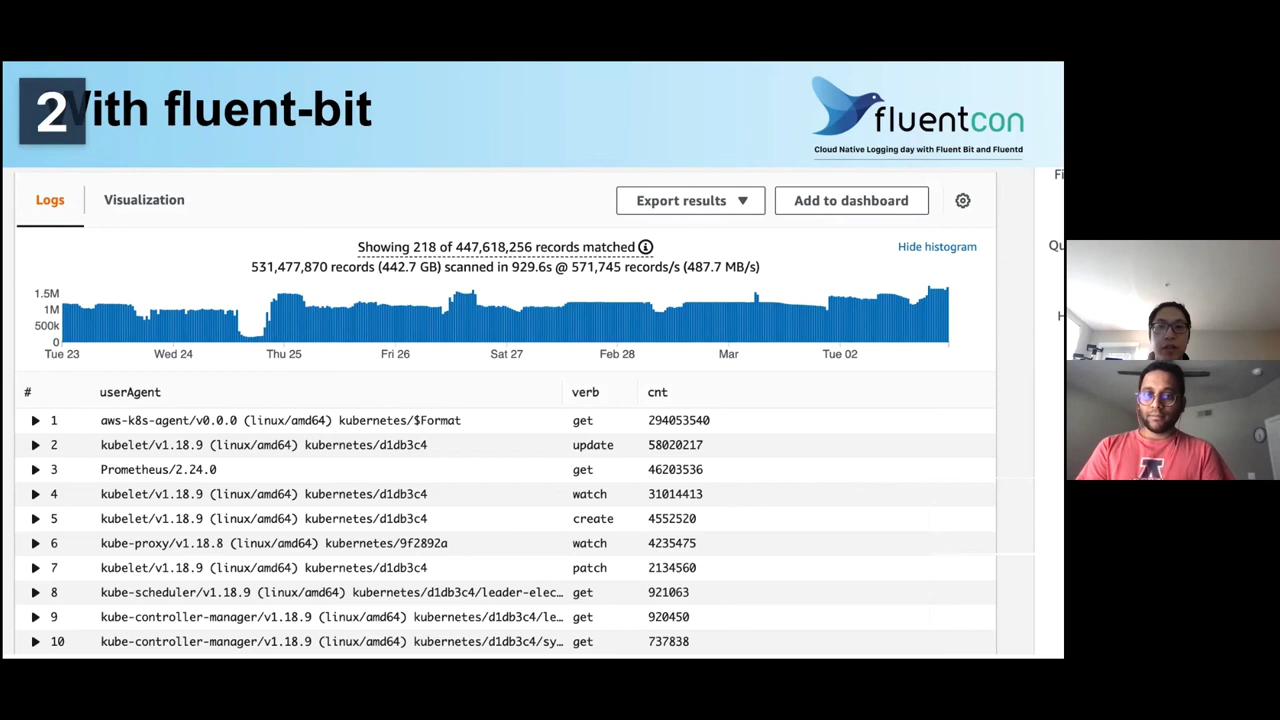 2
With fluent-bit
fluentcon
Cloud Native Logging day with Fluent Bit and Fluentd
Logs
Visualization
Export results
Add to dashboard
Showing 218 of 447,618,256 records matched
Hide histogram
531,477,870 records (442.7 GB) scanned in 929.6s @ 571,745 records/s (487.7 MB/s)
1.5M
1M
500k
0
Tue 23 Wed 24 Thu 25 Fri 26 Sat 27 Feb 28 Mar Tue 02
# userAgent verb cnt
1 aws-k8s-agent/v0.0.0 (linux/amd64) kubernetes/$Format get 294053540
2 kubelet/v1.18.9 (linux/amd64) kubernetes/d1db3c4 update 58020217
3 Prometheus/2.24.0 get 46203536
4 kubelet/v1.18.9 (linux/amd64) kubernetes/d1db3c4 watch 31014413
5 kubelet/v1.18.9 (linux/amd64) kubernetes/d1db3c4 create 4552520
6 kube-proxy/v1.18.8 (linux/amd64) kubernetes/9f2892a watch 4235475
7 kubelet/v1.18.9 (linux/amd64) kubernetes/d1db3c4 patch 2134560
8 kube-scheduler/v1.18.9 (linux/amd64) kubernetes/d1db3c4/leader-elec… get 921063
9 kube-controller-manager/v1.18.9 (linux/amd64) kubernetes/d1db3c4/le… get 920450
10 kube-controller-manager/v1.18.9 (linux/amd64) kubernetes/d1db3c4/sy… get 737838